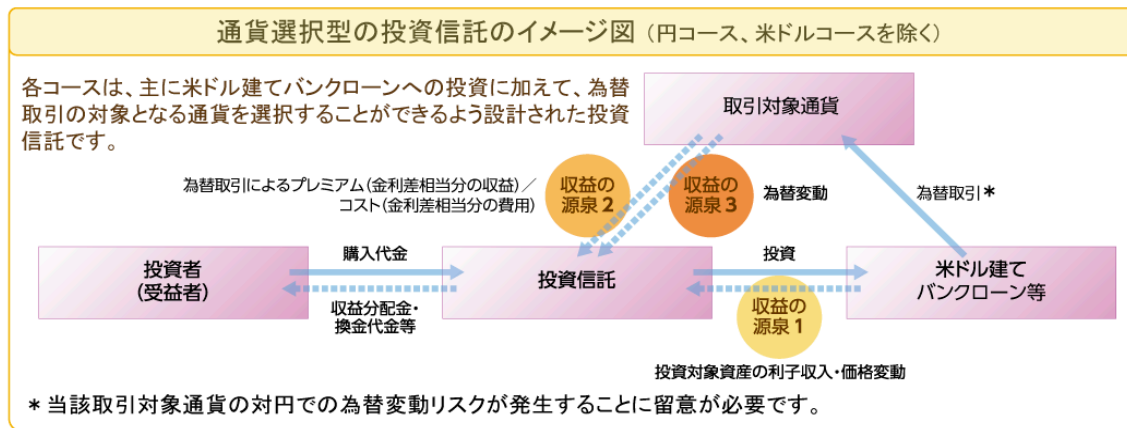 通貨選択型の投資信託のイメージ図（円コース、米ドルコースを除く）
各コースは、主に米ドル建てバンクローンへの投資に加えて、為替
取引の対象となる通貨を選択することができるよう設計された投資
信託です。
取引対象通貨
為替取引によるプレミアム（金利差相当分の収益）／
コスト（金利差相当分の費用）
収益の
源泉2
収益の
源泉3
為替変動
為替取引＊
投資者
（受益者）
購入代金
収益分配金・
換金代金等
投資信託
投資
収益の
源泉1
投資対象資産の利子収入・価格変動
米ドル建て
バンクローン等
＊当該取引対象通貨の対円での為替変動リスクが発生することに留意が必要です。